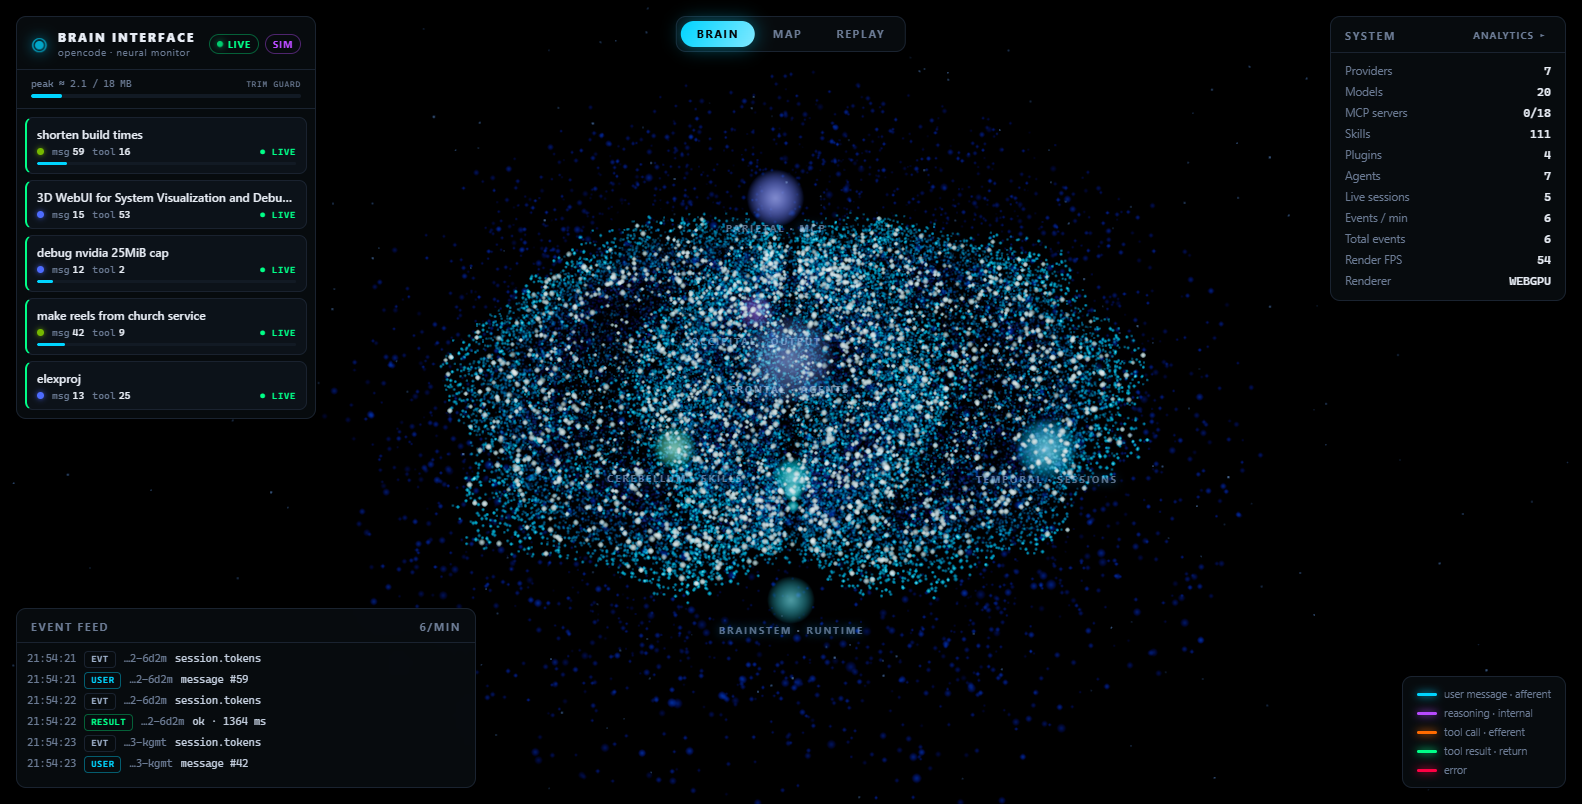 BRAIN INTERFACE
opencode · neural monitor
LIVE
SIM
peak ≈ 2.1 / 18 MB
TRIM GUARD
shorten build times
msg 59 tool 16
LIVE
3D WebUI for System Visualization and Debu...
msg 15 tool 53
LIVE
debug nvidia 25MiB cap
msg 12 tool 2
LIVE
make reels from church service
msg 42 tool 9
LIVE
elexproj
msg 13 tool 25
LIVE
BRAIN
MAP
REPLAY
SYSTEM
ANALYTICS ▸
Providers 7
Models 20
MCP servers 0/18
Skills 111
Plugins 4
Agents 7
Live sessions 5
Events / min 6
Total events 6
Render FPS 54
Renderer WEBGPU
PARIETAL · MCP
OCCIPITAL · OUTPUT
FRONTAL · AGENTS
CEREBELLUM · SKILLS
TEMPORAL · SESSIONS
BRAINSTEM · RUNTIME
EVENT FEED
6/MIN
21:54:21 EVT …2-6d2m session.tokens
21:54:21 USER …2-6d2m message #59
21:54:22 EVT …2-6d2m session.tokens
21:54:22 RESULT …2-6d2m ok · 1364 ms
21:54:23 EVT …3-kgmt session.tokens
21:54:23 USER …3-kgmt message #42
user message · afferent
reasoning · internal
tool call · efferent
tool result · return
error